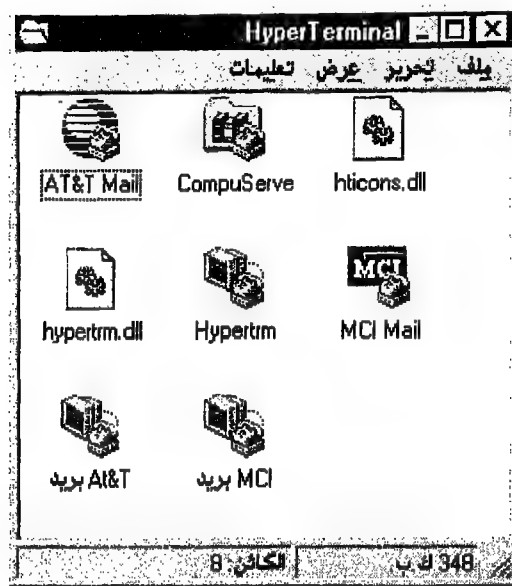 HyperTerminal
ملف تحرير عرض تعليمات
AT&T Mail
CompuServe
hticons.dll
hypertrm.dll
Hypertrm
MCI
MCI Mail
بريد At&T
بريد MCI
348 ك ب
الكائن: 8